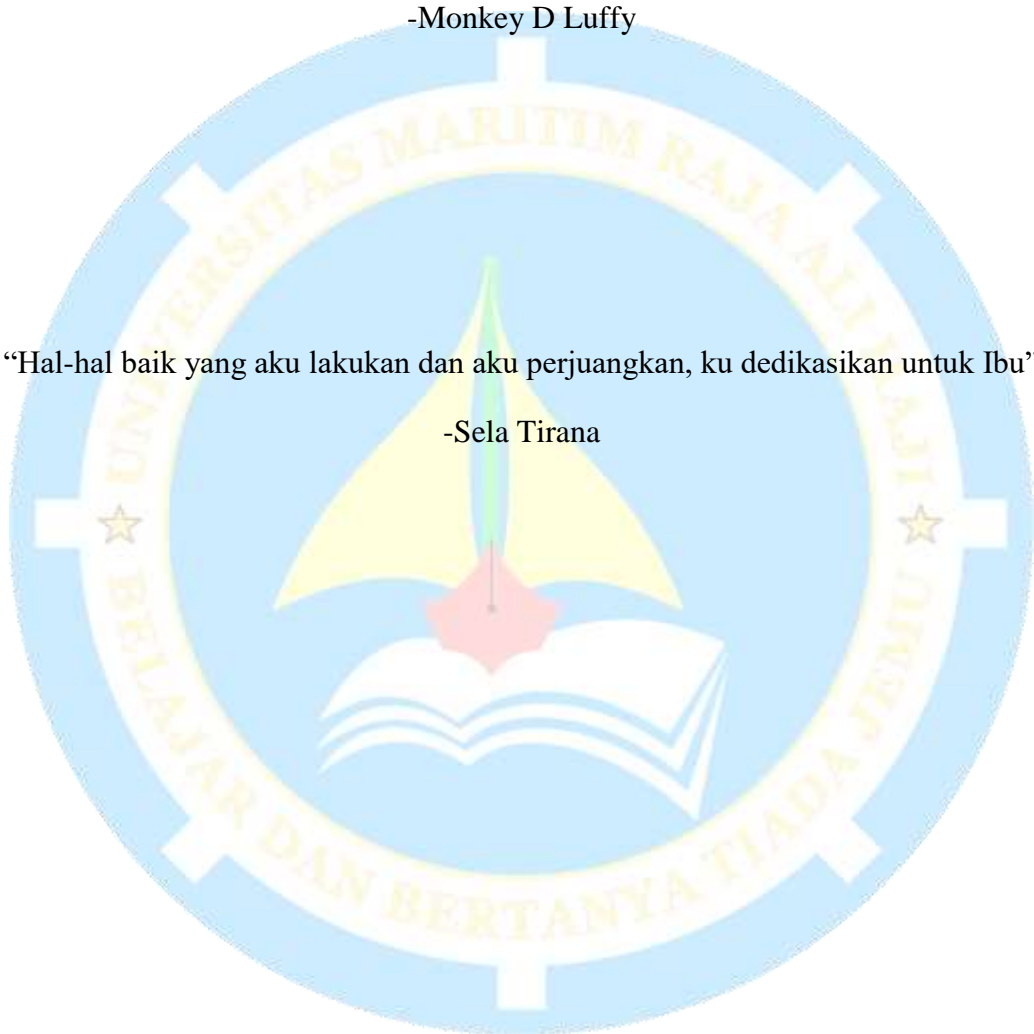 -Monkey D Luffy
“Hal-hal baik yang aku lakukan dan aku perjuangkan, ku dedikasikan untuk Ibu”
-Sela Tirana
UNIVERSITAS MARITIM RAJA ALI HAJI
BELAJAR DAN BERTANYA TIADA JEMU